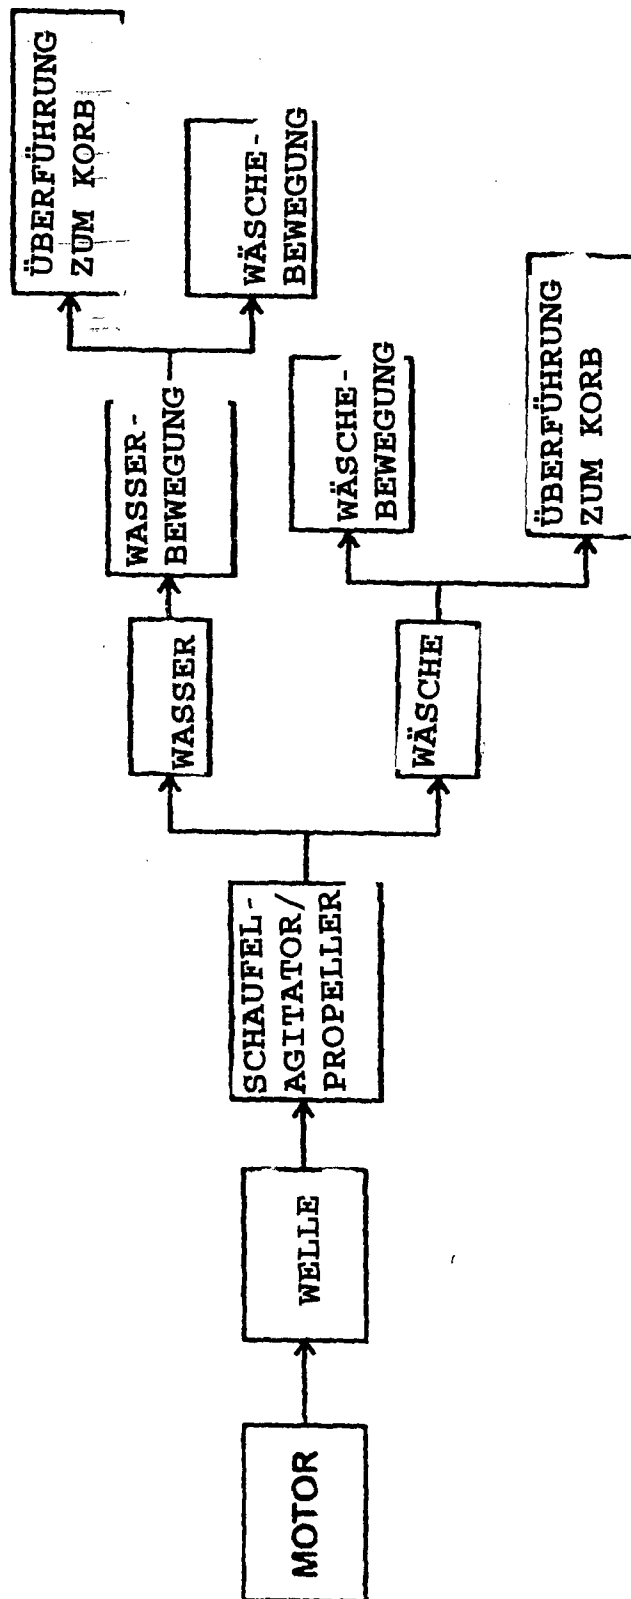 MOTOR
WELLE
SCHAUFEL-
AGITATOR/
PROPELLER
WASSER
WASSER-
BEWEGUNG
ÜBERFÜHRUNG
ZUM KORB
WÄSCHE-
BEWEGUNG
WÄSCHE
WÄSCHE-
BEWEGUNG
ÜBERFÜHRUNG
ZUM KORB